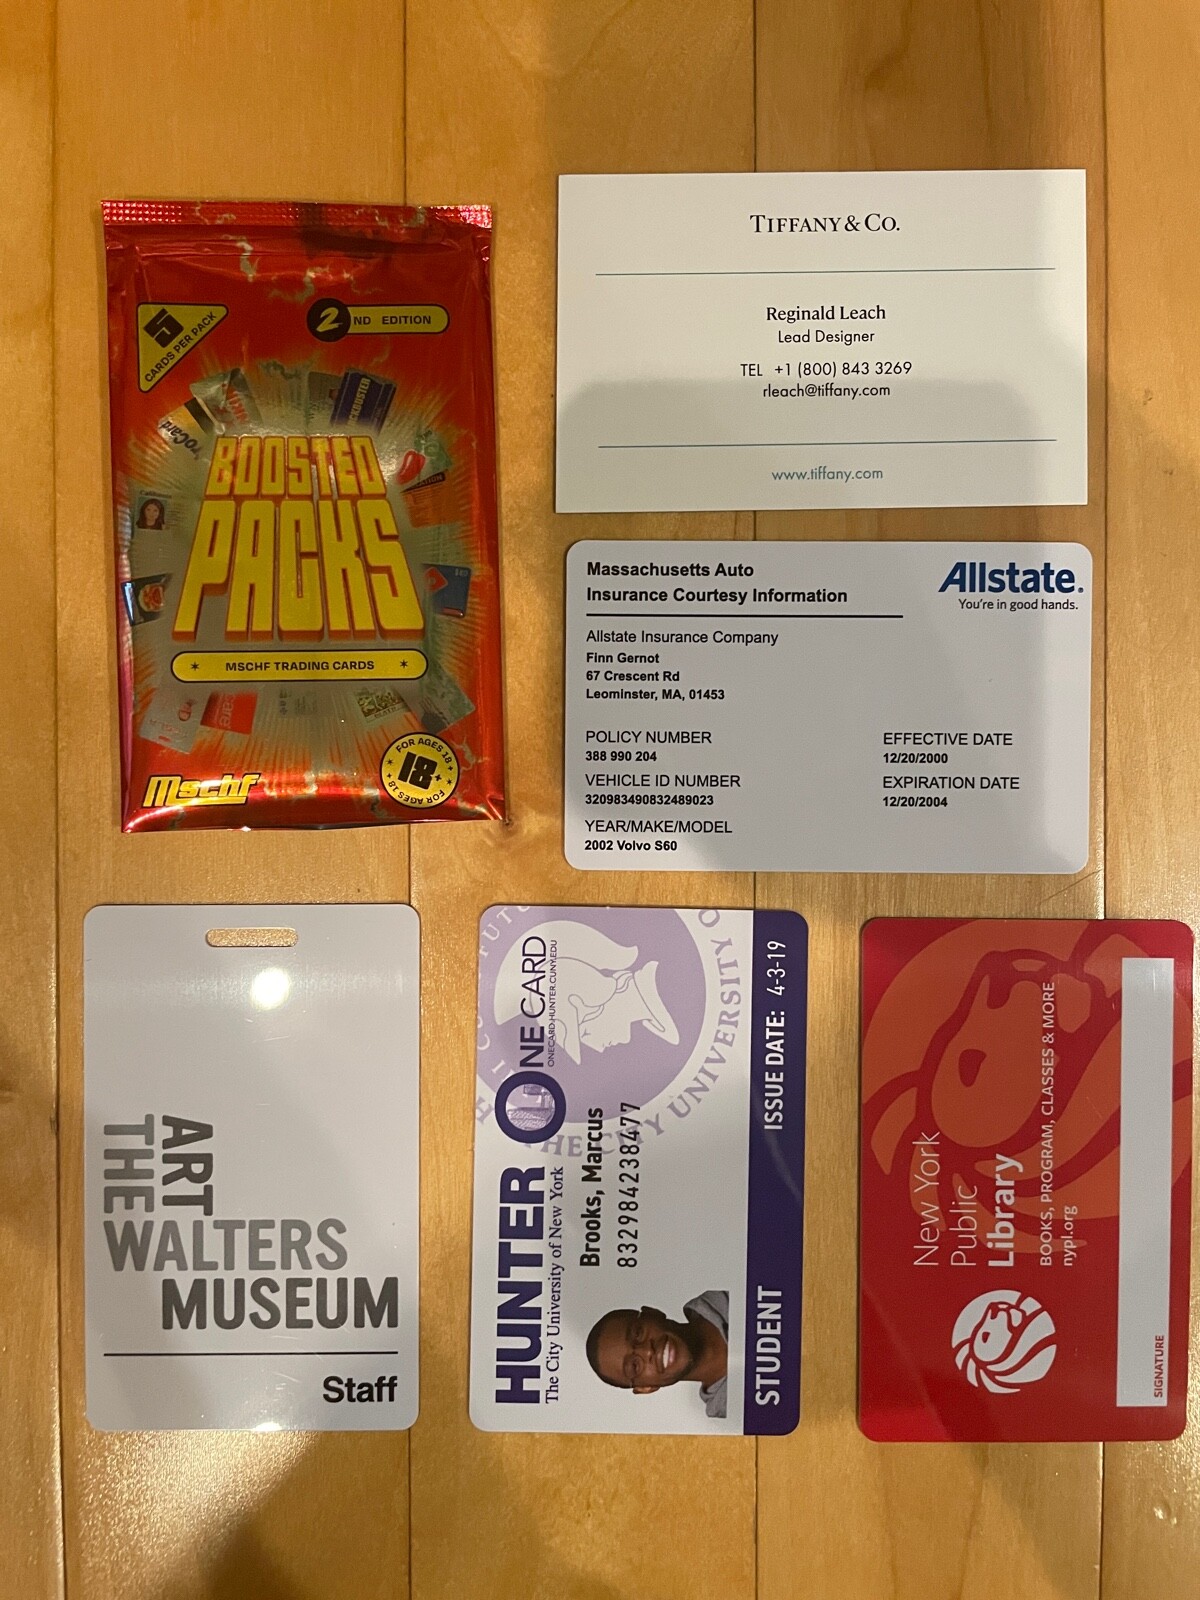 5
CARDS PER PACK
2ND EDITION
BOOSTED
PACKS
MSCHF TRADING CARDS
Mschf
FOR AGES 18+
18+
FOR AGES 18+
TIFFANY & CO.
Reginald Leach
Lead Designer
TEL +1 (800) 843 3269
rleach@tiffany.com
www.tiffany.com
Massachusetts Auto
Insurance Courtesy Information
Allstate.
You're in good hands.
Allstate Insurance Company
Finn Gernot
67 Crescent Rd
Leominster, MA, 01453
POLICY NUMBER
388 990 204
VEHICLE ID NUMBER
320983490832489023
YEAR/MAKE/MODEL
2002 Volvo S60
EFFECTIVE DATE
12/20/2000
EXPIRATION DATE
12/20/2004
THE
ART
WALTERS
MUSEUM
Staff
HUNTER
The City University of New York
ONE CARD
ONECARD.HUNTER.CUNY.EDU
THE CITY UNIVERSITY O
Brooks, Marcus
8329842238477
STUDENT
ISSUE DATE: 4-3-19
New York
Public
Library
BOOKS, PROGRAM, CLASSES & MORE
nypl.org
SIGNATURE